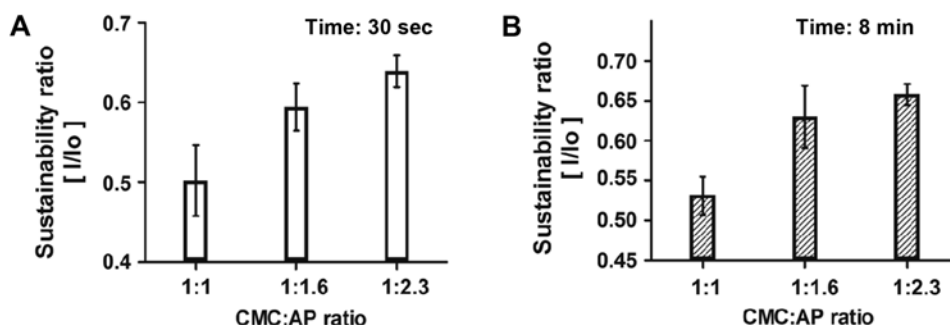 A
Time: 30 sec
Sustainability ratio
[ I/Io ]
0.7
0.6
0.5
0.4
1:1
1:1.6
1:2.3
CMC:AP ratio
B
Time: 8 min
Sustainability ratio
[ I/Io ]
0.70
0.65
0.60
0.55
0.50
0.45
1:1
1:1.6
1:2.3
CMC:AP ratio